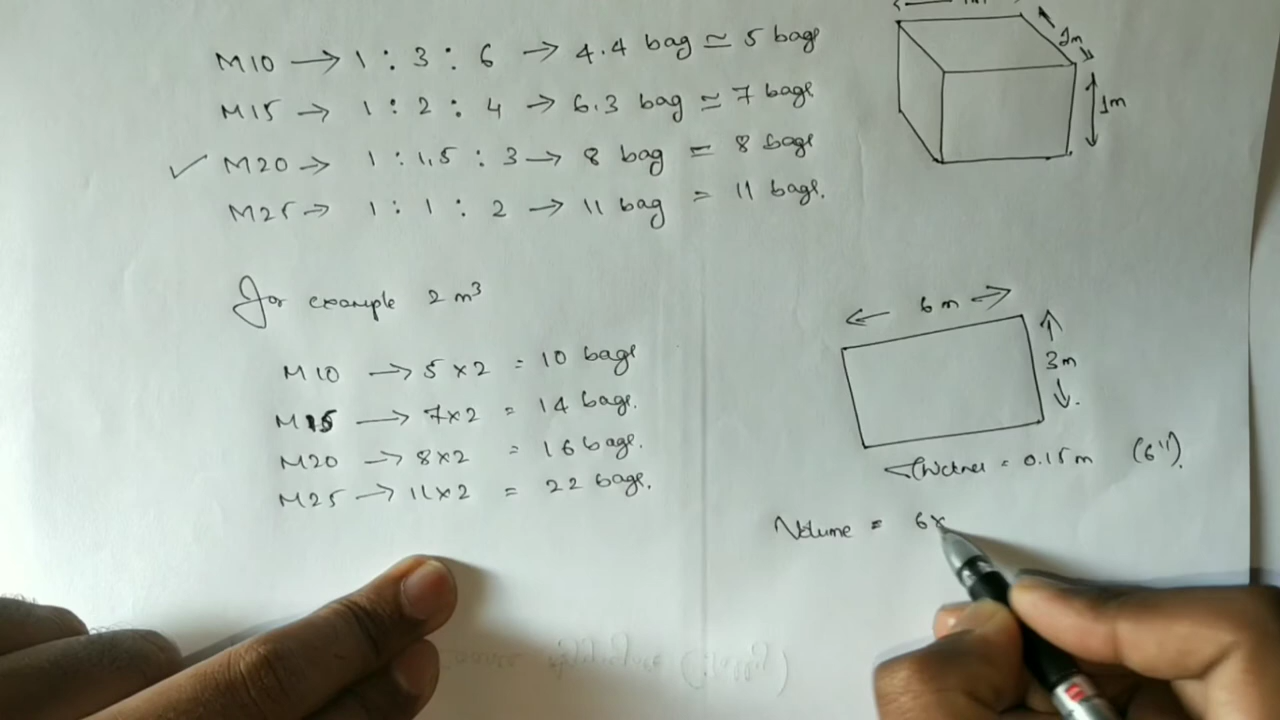 M10 → 1 : 3 : 6 → 4.4 bag ≃ 5 bags
M15 → 1 : 2 : 4 → 6.3 bag ≃ 7 bags
✓ M20 → 1 : 1.5 : 3 → 8 bag = 8 bags
M25 → 1 : 1 : 2 → 11 bag = 11 bags.
1m
1m
For example 2 m³
M10 → 5 × 2 = 10 bags
M15 → 7×2 = 14 bags.
M20 → 8×2 = 16 bags.
M25 → 11×2 = 22 bags.
6 m
3m
Thickness = 0.15 m (6").
Volume = 6×